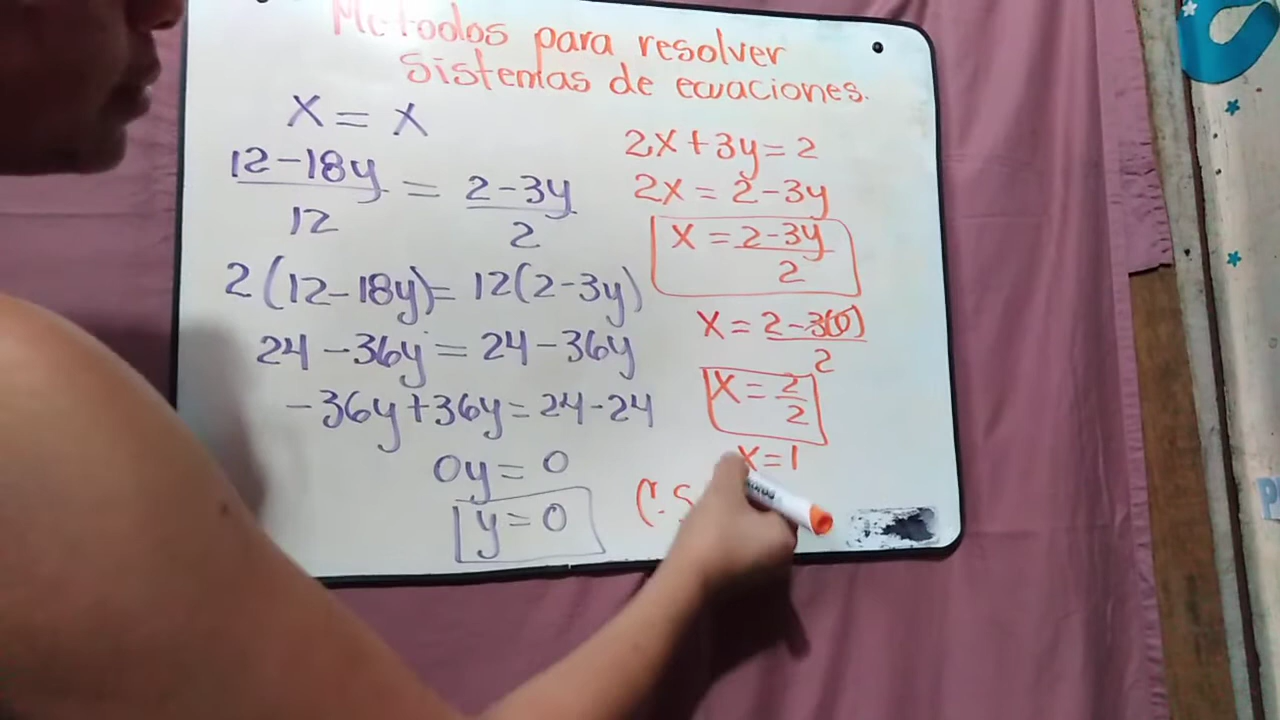 Metodos para resolver
Sistemas de ecuaciones.
X = X
12-18y/12 = 2-3y/2
2(12-18y)= 12(2-3y)
24 -36y = 24-36y
-36y+36y=24-24
0y = 0
y = 0
2X+3y=2
2X = 2-3y
X = 2-3y/2
X = 2-3(0)/2
X = 2/2
X=1
C.S